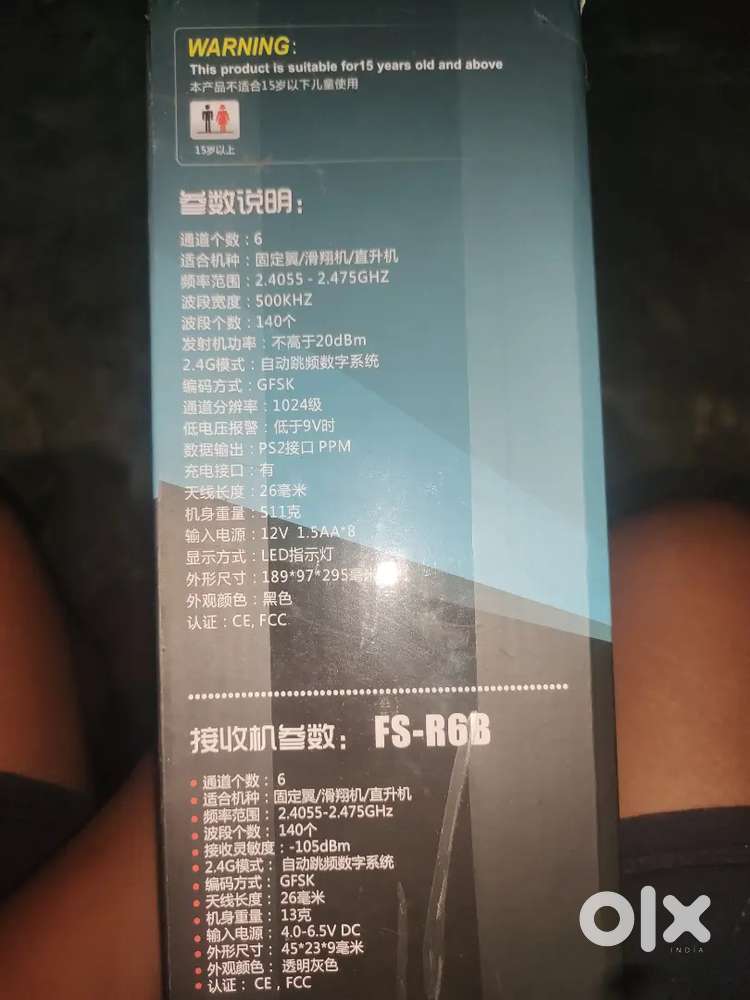 WARNING:
This product is suitable for15 years old and above
本产品不适合15岁以下儿童使用
15岁以上
参数说明：
通道个数：6
适合机种：固定翼/滑翔机/直升机
频率范围：2.4055 - 2.475GHZ
波段宽度：500KHZ
波段个数：140个
发射机功率：不高于20dBm
2.4G模式：自动跳频数字系统
编码方式：GFSK
通道分辨率：1024级
低电压报警：低于9V时
数据输出：PS2接口 PPM
充电接口：有
天线长度：26毫米
机身重量：511克
输入电源：12V 1.5AA*8
显示方式：LED指示灯
外形尺寸：189*97*295毫米
外观颜色：黑色
认证：CE, FCC
接收机参数： FS-R6B
• 通道个数： 6
• 适合机种：固定翼/滑翔机/直升机
• 频率范围： 2.4055-2.475GHz
• 波段个数： 140个
• 接收灵敏度：-105dBm
• 2.4G模式： 自动跳频数字系统
• 编码方式： GFSK
• 天线长度： 26毫米
• 机身重量： 13克
• 输入电源： 4.0-6.5V DC
• 外形尺寸： 45*23*9毫米
• 外观颜色： 透明灰色
• 认证： CE , FCC
olx
INDIA